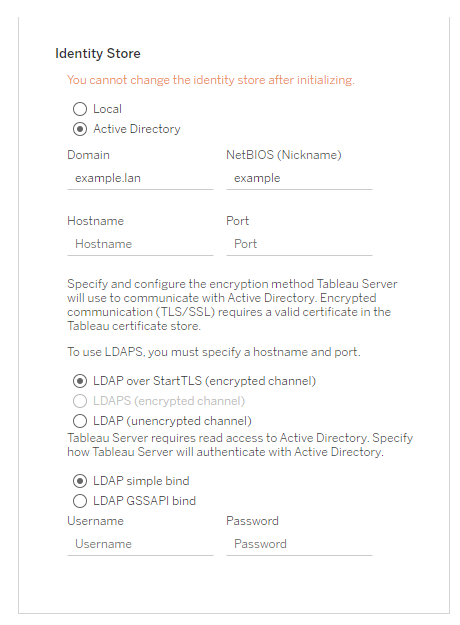 Identity Store
You cannot change the identity store after initializing.
Local
Active Directory
Domain NetBIOS (Nickname)
example.lan example
Hostname Port
Hostname Port
Specify and configure the encryption method Tableau Server
will use to communicate with Active Directory. Encrypted
communication (TLS/SSL) requires a valid certificate in the
Tableau certificate store.
To use LDAPS, you must specify a hostname and port.
LDAP over StartTLS (encrypted channel)
LDAPS (encrypted channel)
LDAP (unencrypted channel)
Tableau Server requires read access to Active Directory. Specify
how Tableau Server will authenticate with Active Directory.
LDAP simple bind
LDAP GSSAPI bind
Username Password
Username Password